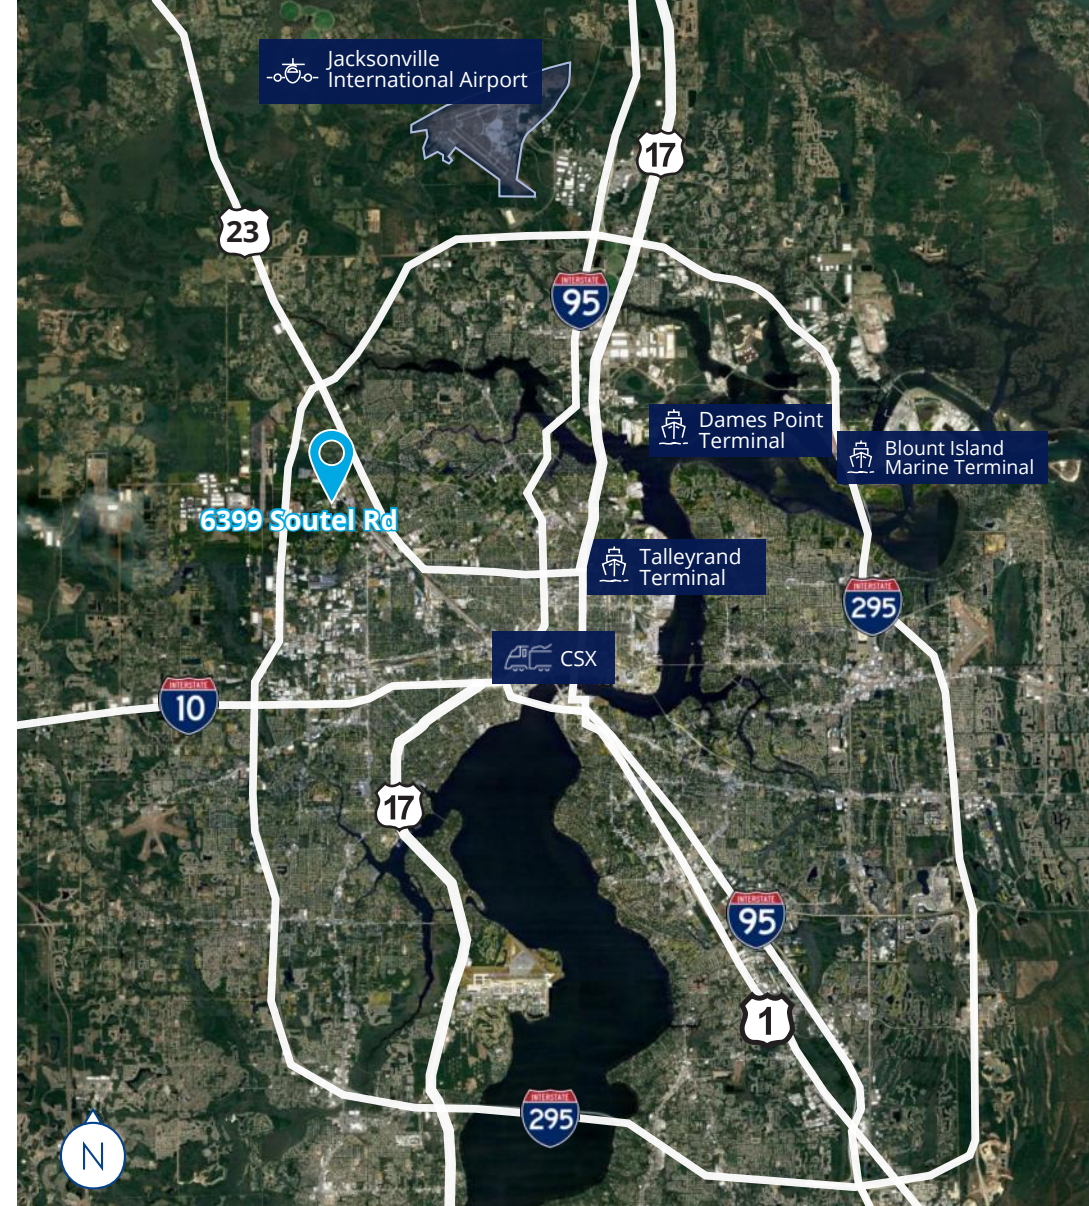 Jacksonville
International Airport
17
23
INTERSTATE
95
Dames Point
Terminal
Blount Island
Marine Terminal
6399 Soutel Rd
Talleyrand
Terminal
INTERSTATE
295
CSX
INTERSTATE
10
17
INTERSTATE
95
1
INTERSTATE
295
N